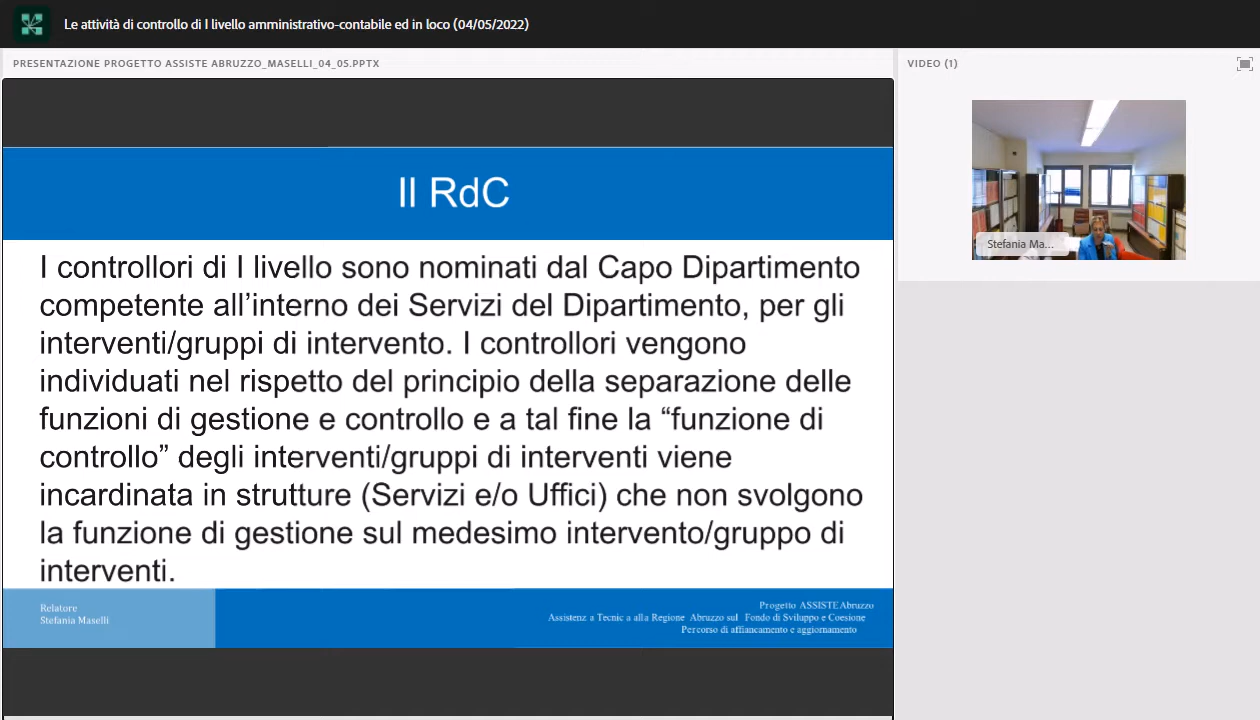 Le attività di controllo di I livello amministrativo-contabile ed in loco (04/05/2022)
PRESENTAZIONE PROGETTO ASSISTE ABRUZZO_MASELLI_04_05.PPTX
VIDEO (1)
Il RdC
I controllori di I livello sono nominati dal Capo Dipartimento
competente all’interno dei Servizi del Dipartimento, per gli
interventi/gruppi di intervento. I controllori vengono
individuati nel rispetto del principio della separazione delle
funzioni di gestione e controllo e a tal fine la “funzione di
controllo” degli interventi/gruppi di interventi viene
incardinata in strutture (Servizi e/o Uffici) che non svolgono
la funzione di gestione sul medesimo intervento/gruppo di
interventi.
Stefania Ma...
Relatore
Stefania Maselli
Progetto ASSISTE Abruzzo
Assistenz a Tecnic a alla Regione Abruzzo sul Fondo di Sviluppo e Coesione
Percorso di affiancamento e aggiornamento